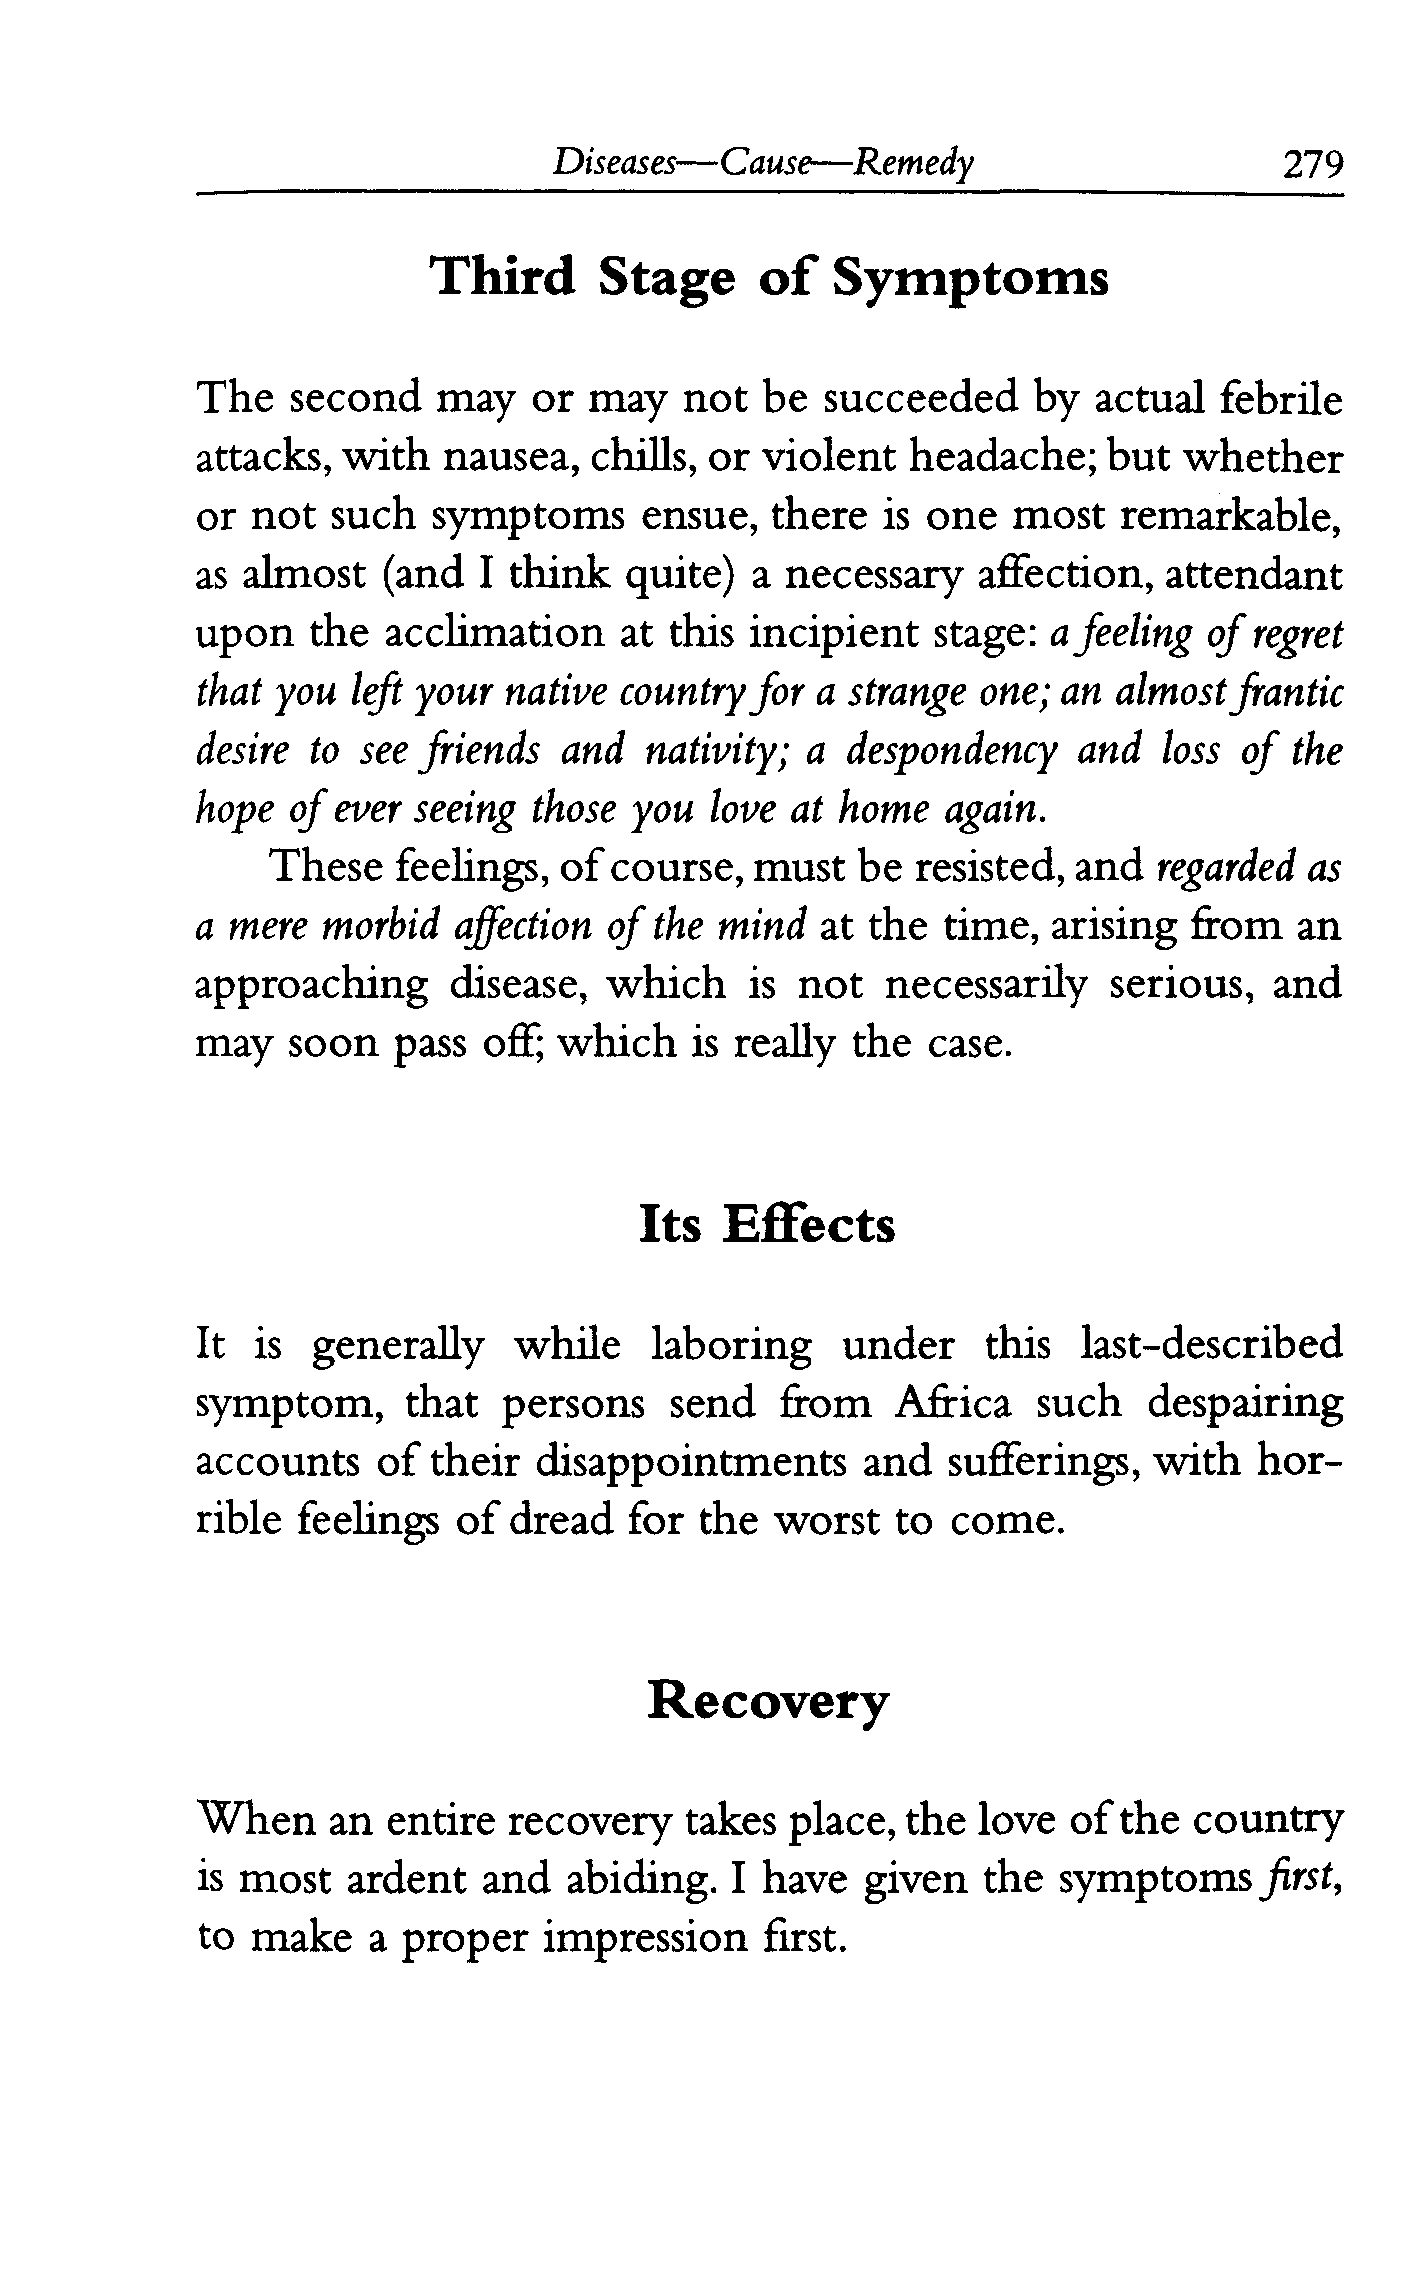 Diseases—Cause—Remedy 279
Third Stage of Symptoms
The second may or may not be succeeded by actual febrile
attacks, with nausea, chills, or violent headache; but whether
or not such symptoms ensue, there is one most remarkable,
as almost (and I think quite) a necessary affection, attendant
upon the acclimation at this incipient stage: a feeling of regret
that you left your native country for a strange one; an almost frantic
desire to see friends and nativity; a despondency and loss of the
hope of ever seeing those you love at home again.
These feelings, of course, must be resisted, and regarded as
a mere morbid affection of the mind at the time, arising from an
approaching disease, which is not necessarily serious, and
may soon pass off; which is really the case.
Its Effects
It is generally while laboring under this last-described
symptom, that persons send from Africa such despairing
accounts of their disappointments and sufferings, with hor-
rible feelings of dread for the worst to come.
Recovery
When an entire recovery takes place, the love of the country
is most ardent and abiding. I have given the symptoms first,
to make a proper impression first.